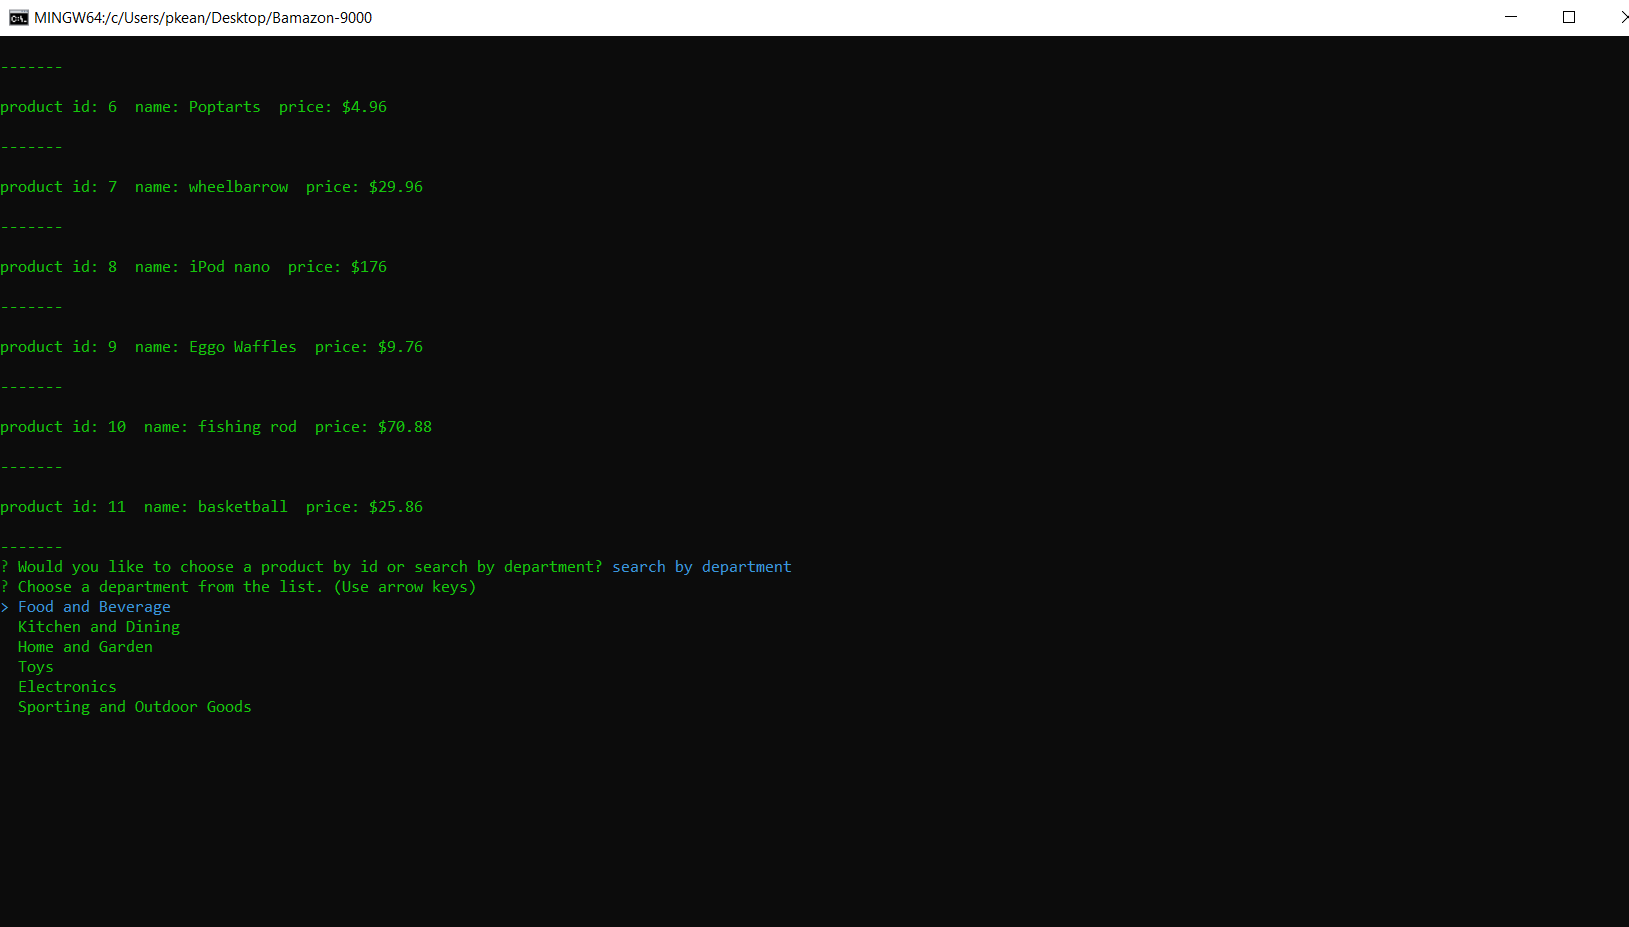 MINGW64:/c/Users/pkean/Desktop/Bamazon-9000
-------
product id: 6  name: Poptarts  price: $4.96
-------
product id: 7  name: wheelbarrow  price: $29.96
-------
product id: 8  name: iPod nano  price: $176
-------
product id: 9  name: Eggo Waffles  price: $9.76
-------
product id: 10  name: fishing rod  price: $70.88
-------
product id: 11  name: basketball  price: $25.86
-------
? Would you like to choose a product by id or search by department? search by department
? Choose a department from the list. (Use arrow keys)
> Food and Beverage
  Kitchen and Dining
  Home and Garden
  Toys
  Electronics
  Sporting and Outdoor Goods